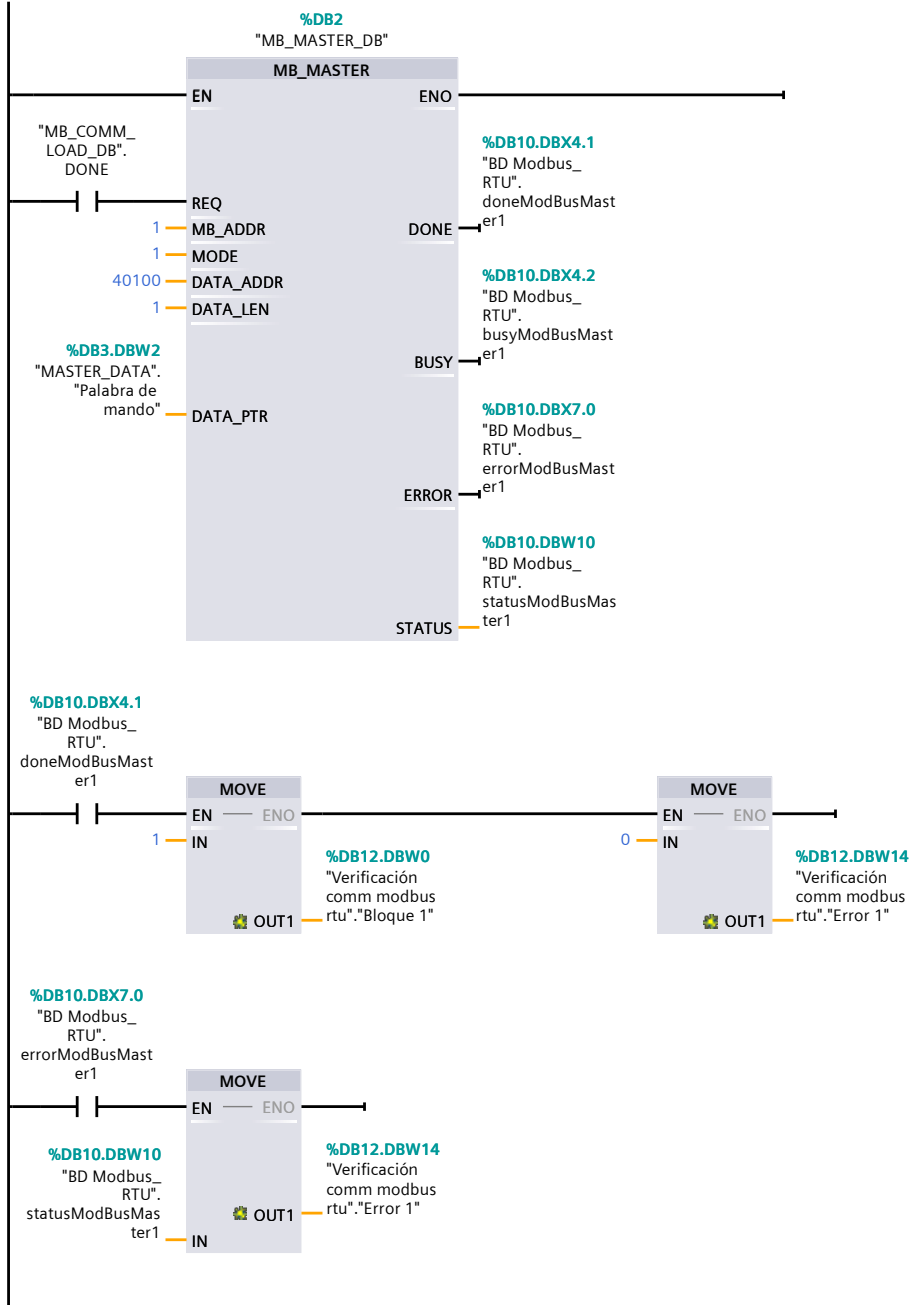 %DB2
"MB_MASTER_DB"
MB_MASTER
EN
ENO
"MB_COMM_
LOAD_DB".
DONE
REQ
%DB10.DBX4.1
"BD Modbus_
RTU".
doneModBusMast
er1
1
MB_ADDR
DONE
1
MODE
40100
DATA_ADDR
1
DATA_LEN
%DB10.DBX4.2
"BD Modbus_
RTU".
busyModBusMast
er1
BUSY
%DB3.DBW2
"MASTER_DATA".
"Palabra de
mando"
DATA_PTR
%DB10.DBX7.0
"BD Modbus_
RTU".
errorModBusMast
er1
ERROR
%DB10.DBW10
"BD Modbus_
RTU".
statusModBusMas
ter1
STATUS
%DB10.DBX4.1
"BD Modbus_
RTU".
doneModBusMast
er1
MOVE
EN
ENO
1
IN
%DB12.DBW0
"Verificación
comm modbus
rtu"."Bloque 1"
OUT1
MOVE
EN
ENO
0
IN
%DB12.DBW14
"Verificación
comm modbus
rtu"."Error 1"
OUT1
%DB10.DBX7.0
"BD Modbus_
RTU".
errorModBusMast
er1
MOVE
EN
ENO
%DB10.DBW10
"BD Modbus_
RTU".
statusModBusMas
ter1
IN
%DB12.DBW14
"Verificación
comm modbus
rtu"."Error 1"
OUT1